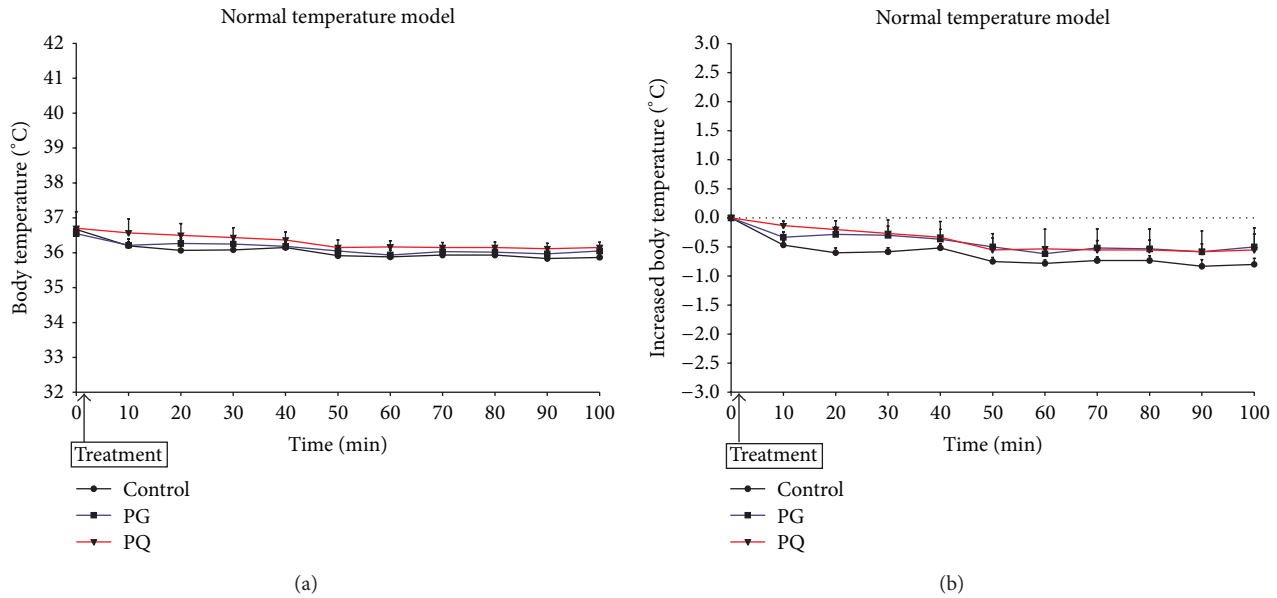 Normal temperature model
42
41
40
39
38
37
36
35
34
33
32
Body temperature (°C)
0 10 20 30 40 50 60 70 80 90 100
Time (min)
Treatment
Control
PG
PQ
(a)
Normal temperature model
3.0
2.5
2.0
1.5
1.0
0.5
0.0
−0.5
−1.0
−1.5
−2.0
−2.5
−3.0
Increased body temperature (°C)
0 10 20 30 40 50 60 70 80 90 100
Time (min)
Treatment
Control
PG
PQ
(b)